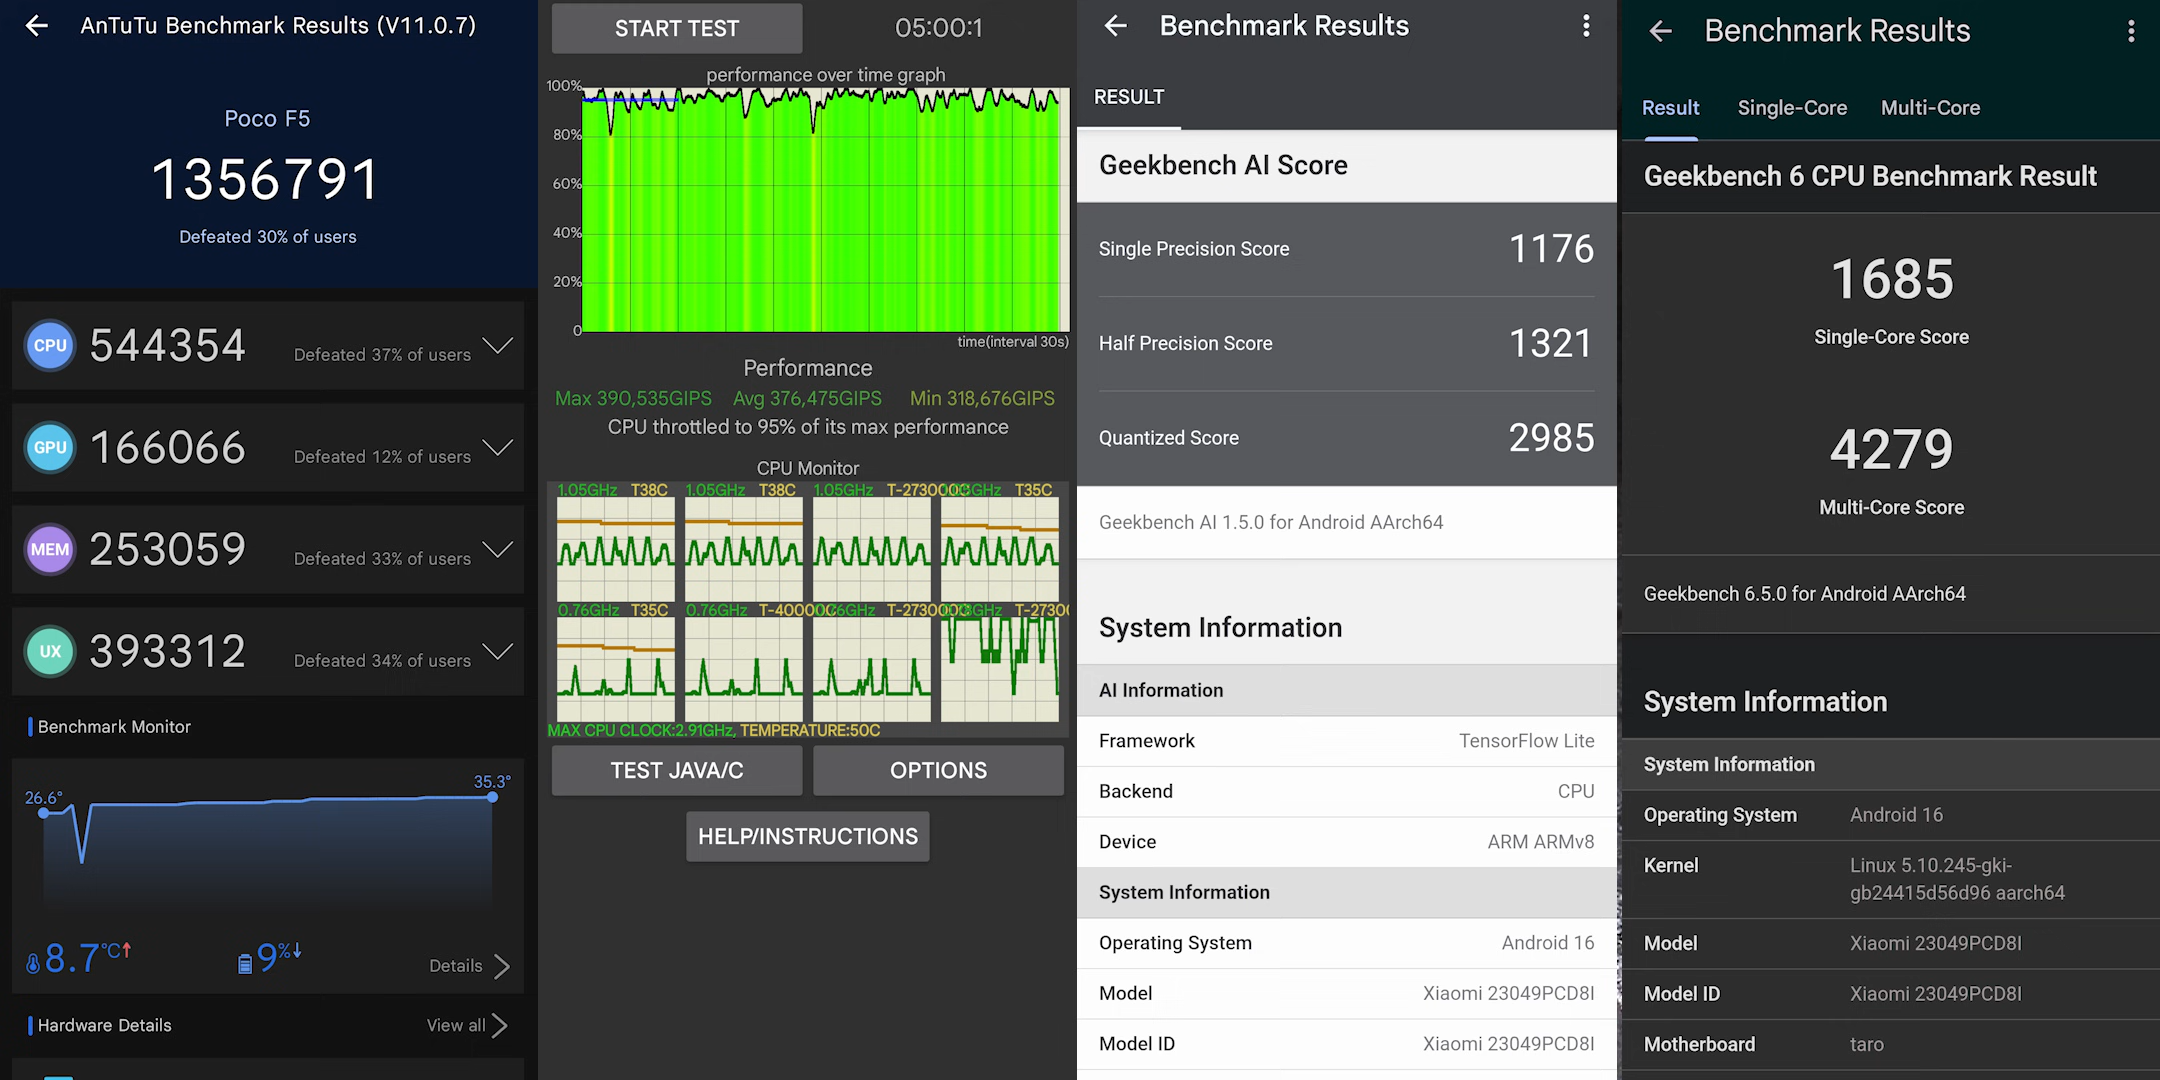 AnTuTu Benchmark Results (V11.0.7)
Poco F5
1356791
Defeated 30% of users
CPU 544354 Defeated 37% of users
GPU 166066 Defeated 12% of users
MEM 253059 Defeated 33% of users
UX 393312 Defeated 34% of users
Benchmark Monitor
26.6° 35.3°
8.7°C↑ 9%↓ Details
Hardware Details View all
START TEST 05:00:1
performance over time graph
100%
80%
60%
40%
20%
0
time(interval 30s)
Performance
Max 390,535GIPS Avg 376,475GIPS Min 318,676GIPS
CPU throttled to 95% of its max performance
CPU Monitor
1.05GHz T38C 1.05GHz T38C 1.05GHz GHz T35C
0.76GHz T35C 0.76GHz GHz
MAX CPU CLOCK:2.91GHz, TEMPERATURE:50C
TEST JAVA/C OPTIONS
HELP/INSTRUCTIONS
Benchmark Results
RESULT
Geekbench AI Score
Single Precision Score 1176
Half Precision Score 1321
Quantized Score 2985
Geekbench AI 1.5.0 for Android AArch64
System Information
AI Information
Framework TensorFlow Lite
Backend CPU
Device ARM ARMv8
System Information
Operating System Android 16
Model Xiaomi 23049PCD8I
Model ID Xiaomi 23049PCD8I
Benchmark Results
Result Single-Core Multi-Core
Geekbench 6 CPU Benchmark Result
1685
Single-Core Score
4279
Multi-Core Score
Geekbench 6.5.0 for Android AArch64
System Information
System Information
Operating System Android 16
Kernel Linux 5.10.245-gki-
gb24415d56d96 aarch64
Model Xiaomi 23049PCD8I
Model ID Xiaomi 23049PCD8I
Motherboard taro